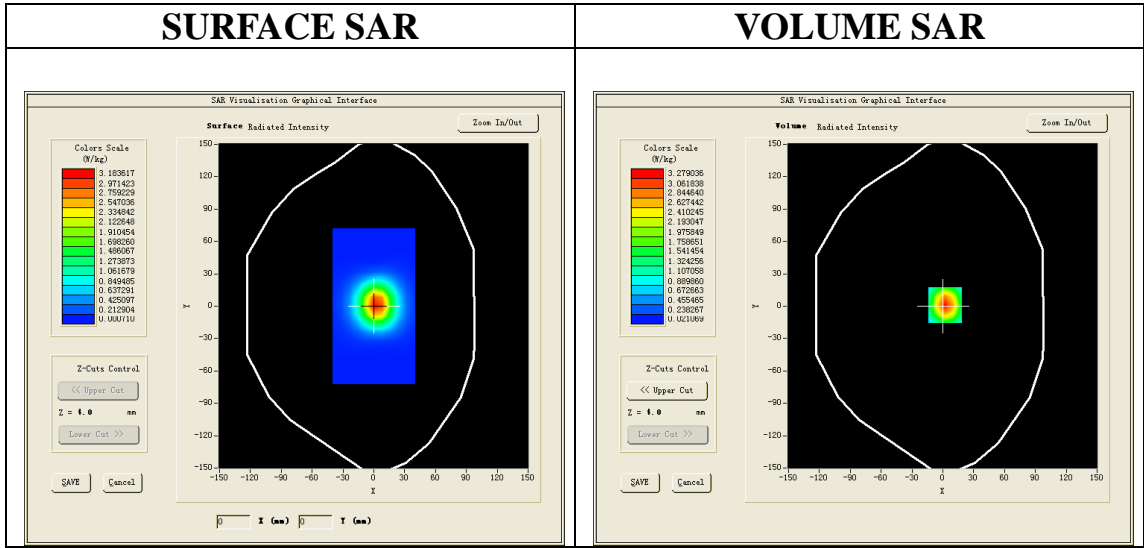 SURFACE SAR
VOLUME SAR
SAR Visualisation Graphical Interface
Surface Radiated Intensity
Zoom In/Out
Colors Scale
(W/kg)
3.183617
2.971423
2.759229
2.547036
2.334842
2.122648
1.910454
1.698260
1.486067
1.273873
1.061679
0.849485
0.637291
0.425097
0.212904
0.000710
150
120
90
60
30
0
-30
-60
-90
-120
-150
Y
-150 -120 -90 -60 -30 0 30 60 90 120 150
X
Z-Cuts Control
<< Upper Cut
Z = 4.0 mm
Lower Cut >>
SAVE Cancel
0 X (mm) 0 Y (mm)
SAR Visualisation Graphical Interface
Volume Radiated Intensity
Zoom In/Out
Colors Scale
(W/kg)
3.279036
3.061838
2.844640
2.627442
2.410245
2.193047
1.975849
1.758651
1.541454
1.324256
1.107058
0.889860
0.672663
0.455465
0.238267
0.021069
150
120
90
60
30
0
-30
-60
-90
-120
-150
Y
-150 -120 -90 -60 -30 0 30 60 90 120 150
X
Z-Cuts Control
<< Upper Cut
Z = 4.0 mm
Lower Cut >>
SAVE Cancel